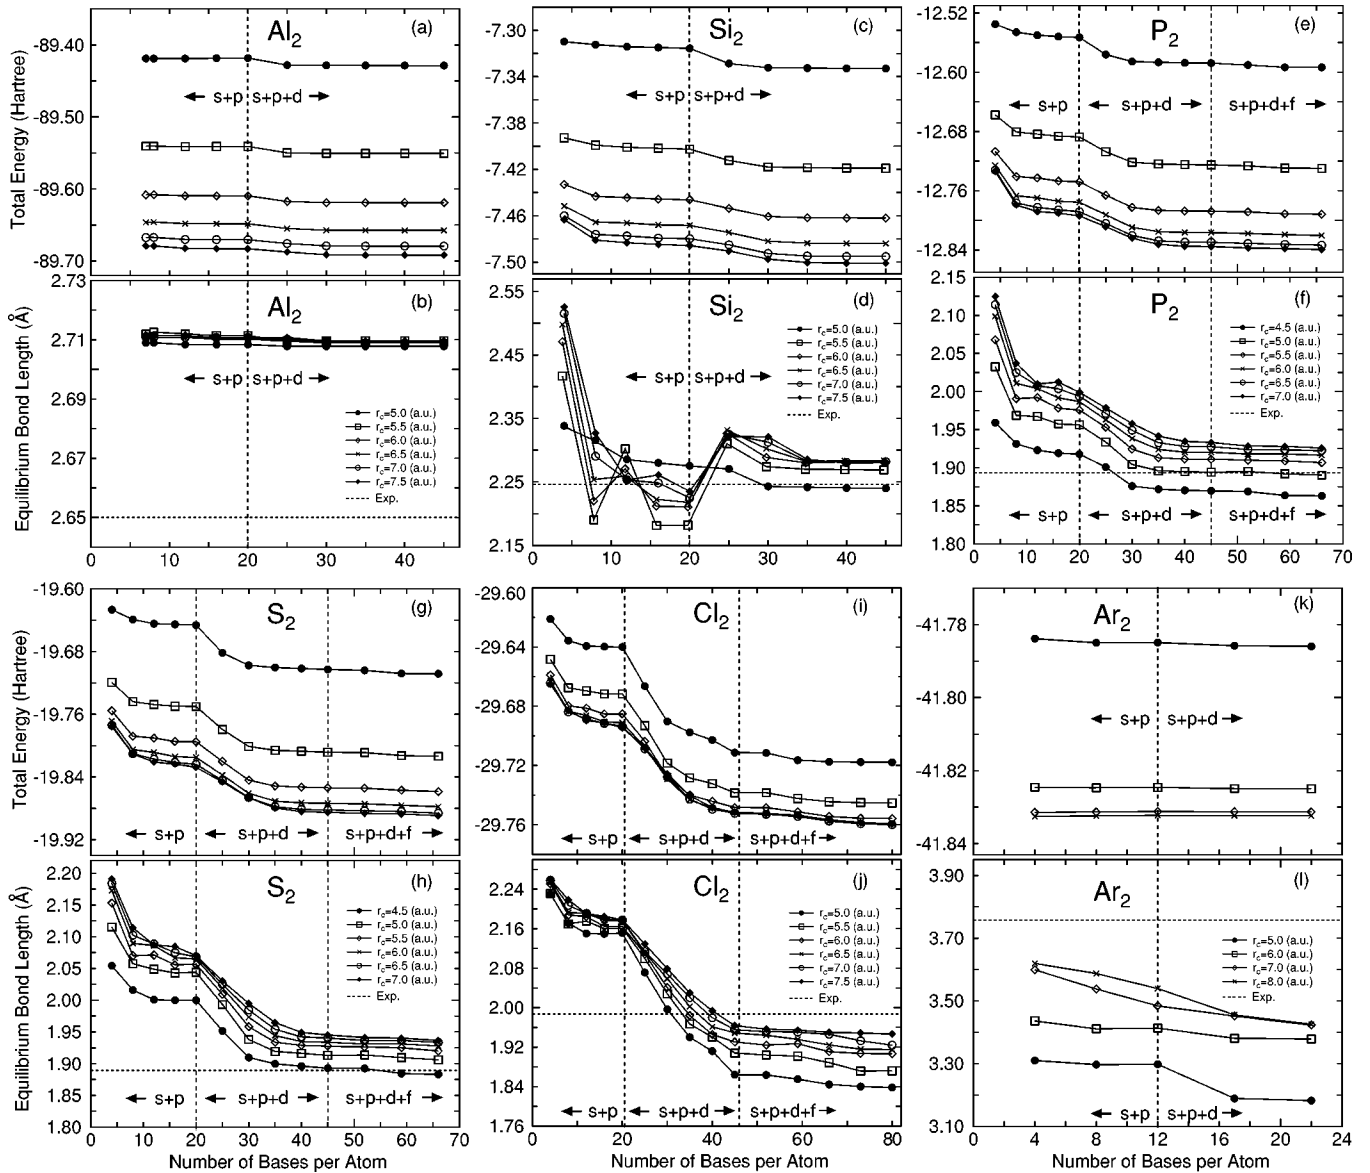 (a)
Al2
-89.40
-89.50
-89.60
-89.70
Total Energy (Hartree)
s+p s+p+d
(c)
Si2
-7.30
-7.34
-7.38
-7.42
-7.46
-7.50
s+p s+p+d
(e)
P2
-12.52
-12.60
-12.68
-12.76
-12.84
s+p s+p+d s+p+d+f
(b)
Al2
2.73
2.71
2.69
2.67
2.65
Equilibrium Bond Length (Å)
s+p s+p+d
rc=5.0 (a.u.)
rc=5.5 (a.u.)
rc=6.0 (a.u.)
rc=6.5 (a.u.)
rc=7.0 (a.u.)
rc=7.5 (a.u.)
Exp.
0 10 20 30 40
(d)
Si2
2.55
2.45
2.35
2.25
2.15
s+p s+p+d
rc=5.0 (a.u.)
rc=5.5 (a.u.)
rc=6.0 (a.u.)
rc=6.5 (a.u.)
rc=7.0 (a.u.)
rc=7.5 (a.u.)
Exp.
0 10 20 30 40
(f)
P2
2.15
2.10
2.05
2.00
1.95
1.90
1.85
1.80
rc=4.5 (a.u.)
rc=5.0 (a.u.)
rc=5.5 (a.u.)
rc=6.0 (a.u.)
rc=6.5 (a.u.)
rc=7.0 (a.u.)
Exp.
s+p s+p+d s+p+d+f
0 10 20 30 40 50 60 70
(g)
S2
-19.60
-19.68
-19.76
-19.84
-19.92
Total Energy (Hartree)
s+p s+p+d s+p+d+f
(i)
Cl2
-29.60
-29.64
-29.68
-29.72
-29.76
s+p s+p+d s+p+d+f
(k)
Ar2
-41.78
-41.80
-41.82
-41.84
s+p s+p+d
(h)
S2
2.20
2.15
2.10
2.05
2.00
1.95
1.90
1.85
1.80
Equilibrium Bond Length (Å)
rc=4.5 (a.u.)
rc=5.0 (a.u.)
rc=5.5 (a.u.)
rc=6.0 (a.u.)
rc=6.5 (a.u.)
rc=7.0 (a.u.)
Exp.
s+p s+p+d s+p+d+f
0 10 20 30 40 50 60 70
Number of Bases per Atom
(j)
Cl2
2.24
2.16
2.08
2.00
1.92
1.84
1.76
rc=5.0 (a.u.)
rc=5.5 (a.u.)
rc=6.0 (a.u.)
rc=6.5 (a.u.)
rc=7.0 (a.u.)
rc=7.5 (a.u.)
Exp.
s+p s+p+d s+p+d+f
0 20 40 60 80
Number of Bases per Atom
(l)
Ar2
3.90
3.70
3.50
3.30
3.10
rc=5.0 (a.u.)
rc=6.0 (a.u.)
rc=7.0 (a.u.)
rc=8.0 (a.u.)
Exp.
s+p s+p+d
0 4 8 12 16 20 24
Number of Bases per Atom